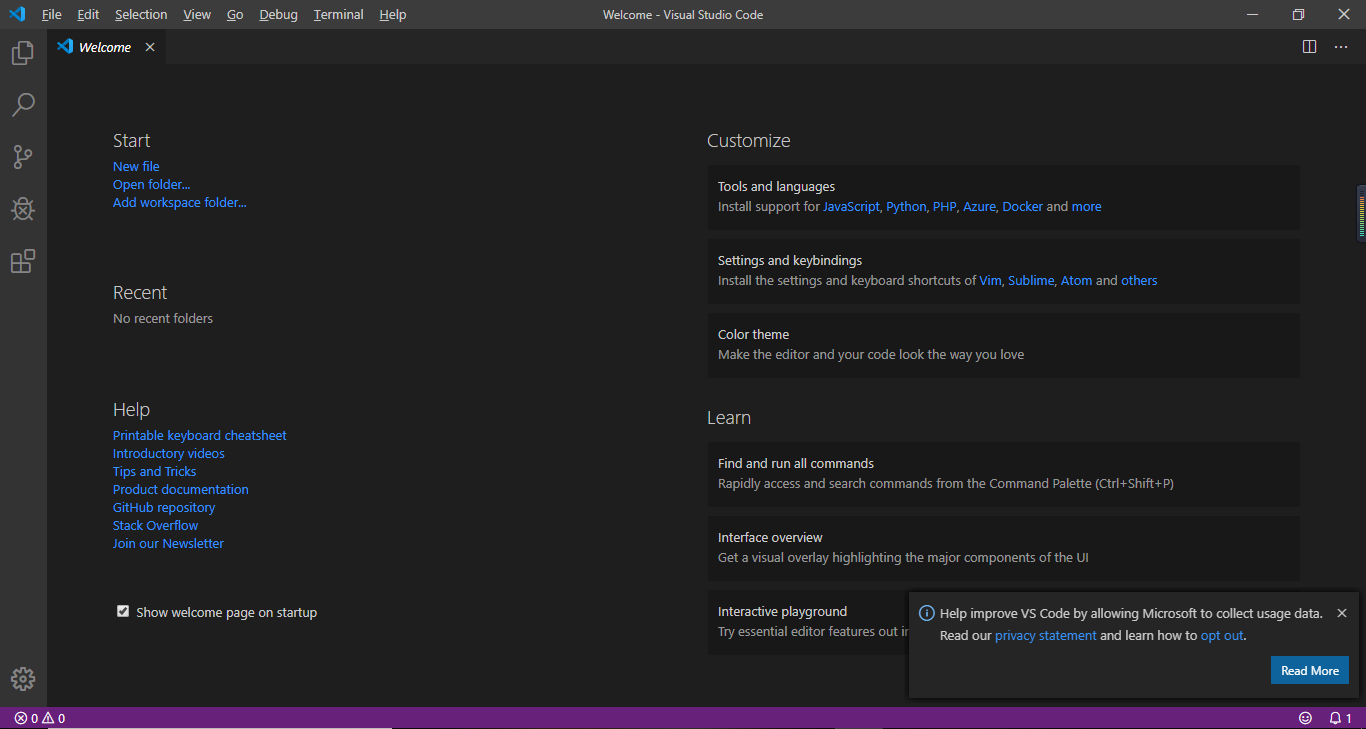 File Edit Selection View Go Debug Terminal Help Welcome - Visual Studio Code
Welcome
Start
New file
Open folder...
Add workspace folder...
Recent
No recent folders
Help
Printable keyboard cheatsheet
Introductory videos
Tips and Tricks
Product documentation
GitHub repository
Stack Overflow
Join our Newsletter
Show welcome page on startup
Customize
Tools and languages
Install support for JavaScript, Python, PHP, Azure, Docker and more
Settings and keybindings
Install the settings and keyboard shortcuts of Vim, Sublime, Atom and others
Color theme
Make the editor and your code look the way you love
Learn
Find and run all commands
Rapidly access and search commands from the Command Palette (Ctrl+Shift+P)
Interface overview
Get a visual overlay highlighting the major components of the UI
Interactive playground
Try essential editor features out
Help improve VS Code by allowing Microsoft to collect usage data.
Read our privacy statement and learn how to opt out.
Read More
0 0 1